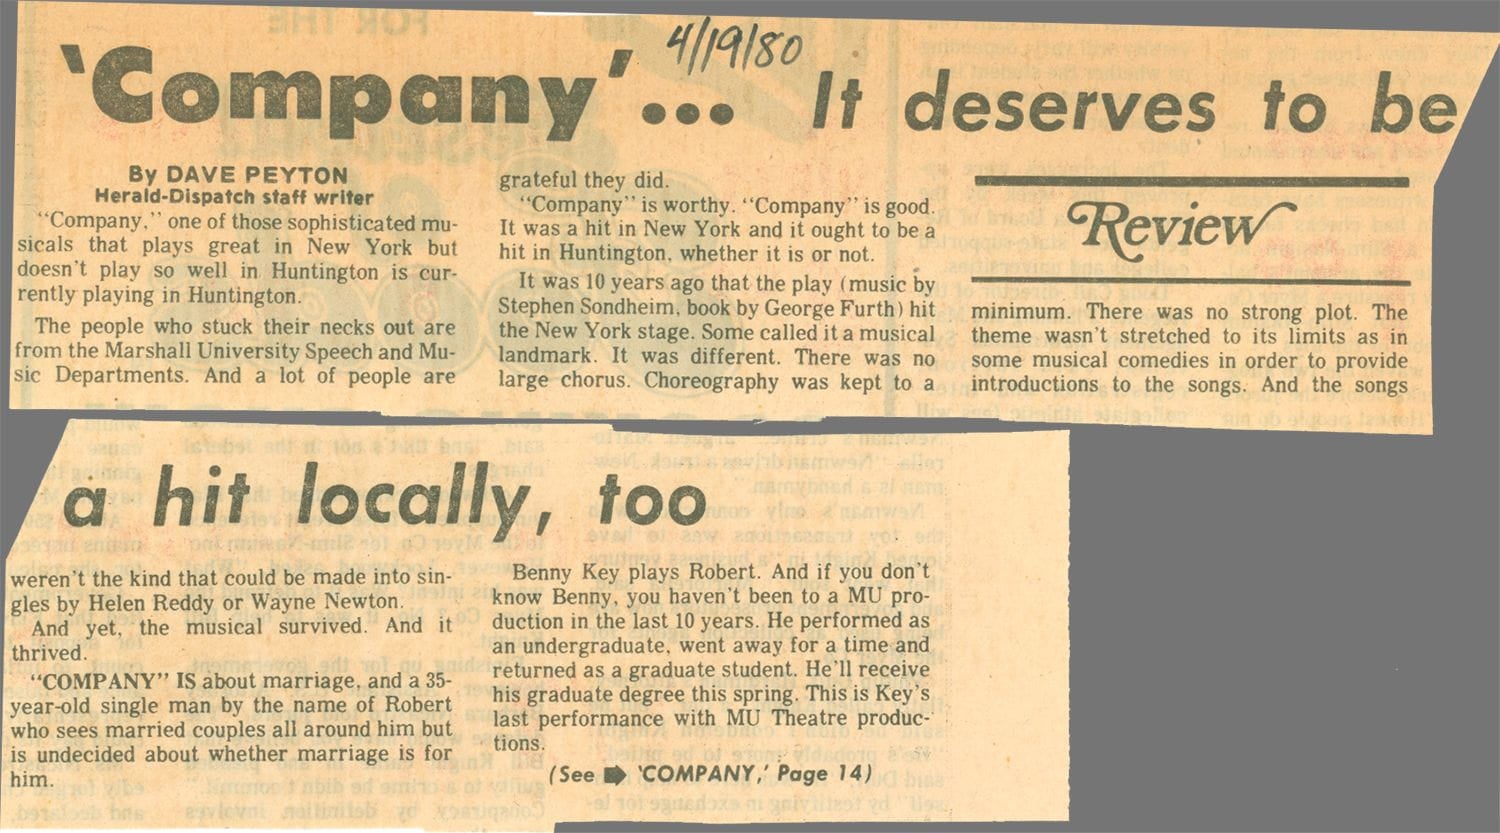 4/19/80
'Company' ... It deserves to be
By DAVE PEYTON
Herald-Dispatch staff writer
"Company," one of those sophisticated mu-
sicals that plays great in New York but
doesn't play so well in Huntington is cur-
rently playing in Huntington.
The people who stuck their necks out are
from the Marshall University Speech and Mu-
sic Departments. And a lot of people are
grateful they did.
"Company" is worthy. "Company" is good.
It was a hit in New York and it ought to be a
hit in Huntington, whether it is or not.
It was 10 years ago that the play (music by
Stephen Sondheim, book by George Furth) hit
the New York stage. Some called it a musical
landmark. It was different. There was no
large chorus. Choreography was kept to a
Review
minimum. There was no strong plot. The
theme wasn't stretched to its limits as in
some musical comedies in order to provide
introductions to the songs. And the songs
a hit locally, too
weren't the kind that could be made into sin-
gles by Helen Reddy or Wayne Newton.
And yet, the musical survived. And it
thrived.
"COMPANY" IS about marriage, and a 35-
year-old single man by the name of Robert
who sees married couples all around him but
is undecided about whether marriage is for
him.
Benny Key plays Robert. And if you don't
know Benny, you haven't been to a MU pro-
duction in the last 10 years. He performed as
an undergraduate, went away for a time and
returned as a graduate student. He'll receive
his graduate degree this spring. This is Key's
last performance with MU Theatre produc-
tions.
(See ➡ 'COMPANY,' Page 14)